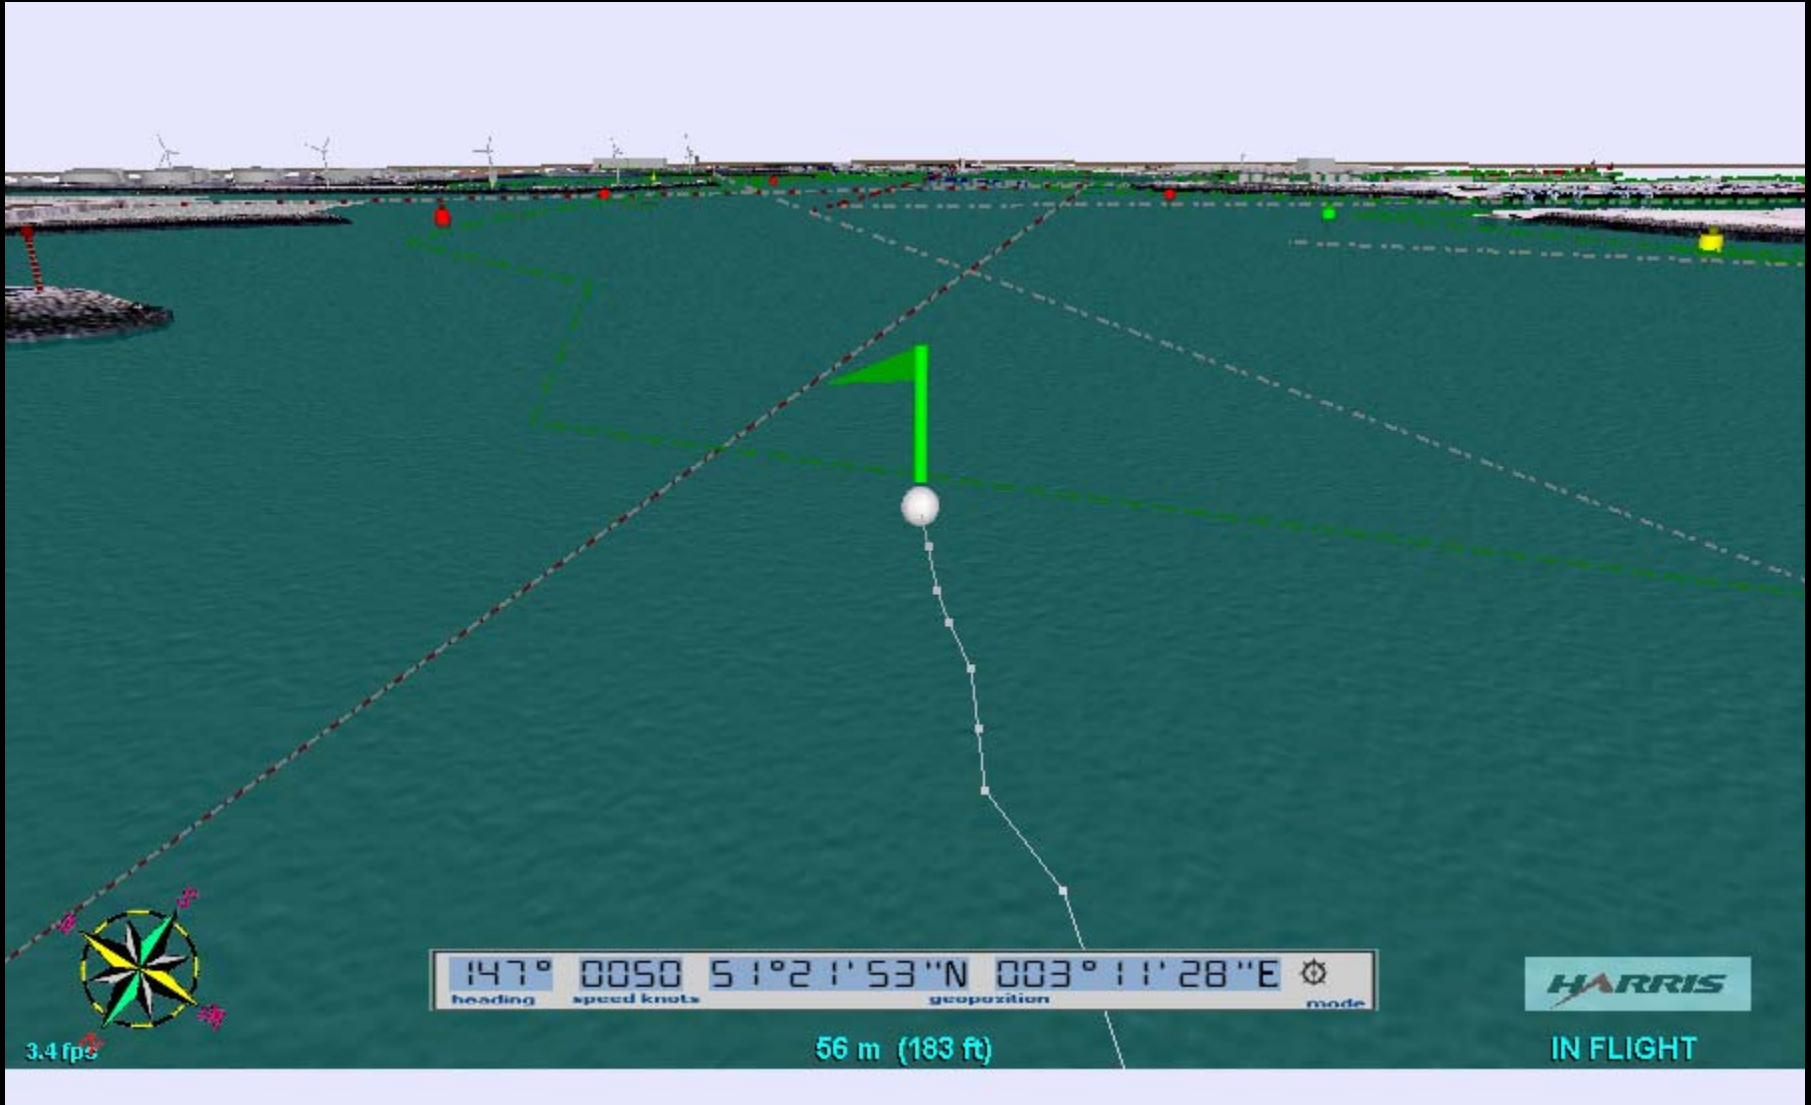 147° 0050 51°21'53"N 003°11'28"E
heading speed knots geoposition mode
HARRIS
3.4 fps 56 m (183 ft) IN FLIGHT